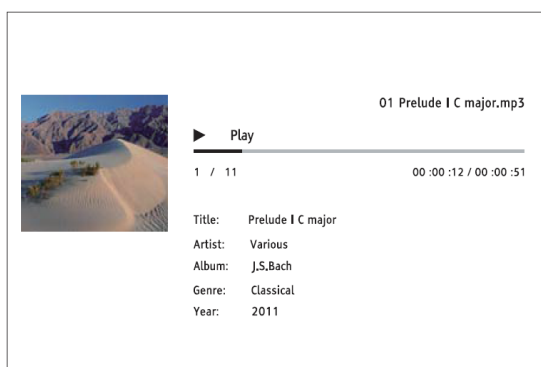 01 Prelude I C major.mp3
Play
1 / 11
00 :00 :12 / 00 :00 :51
Title: Prelude I C major
Artist: Various
Album: J.S.Bach
Genre: Classical
Year: 2011